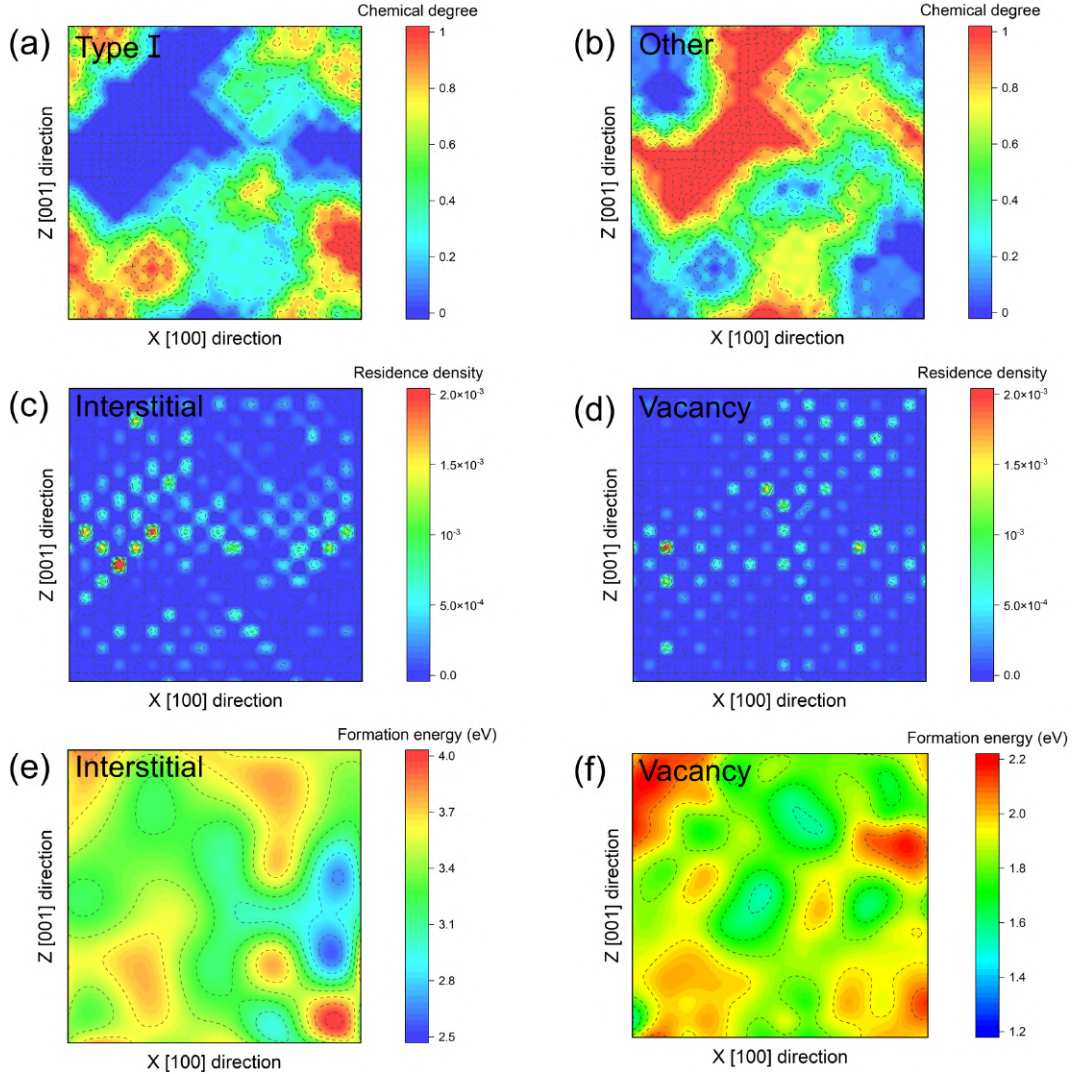 Chemical degree
(a)
Type I
1
0.8
0.6
0.4
0.2
0
Z [001] direction
X [100] direction
Chemical degree
(b)
Other
1
0.8
0.6
0.4
0.2
0
Z [001] direction
X [100] direction
Residence density
(c)
Interstitial
2.0×10⁻³
1.5×10⁻³
10⁻³
5.0×10⁻⁴
0.0
Z [001] direction
X [100] direction
Residence density
(d)
Vacancy
2.0×10⁻³
1.5×10⁻³
10⁻³
5.0×10⁻⁴
0.0
Z [001] direction
X [100] direction
Formation energy (eV)
(e)
Interstitial
4.0
3.7
3.4
3.1
2.8
2.5
Z [001] direction
X [100] direction
Formation energy (eV)
(f)
Vacancy
2.2
2.0
1.8
1.6
1.4
1.2
Z [001] direction
X [100] direction